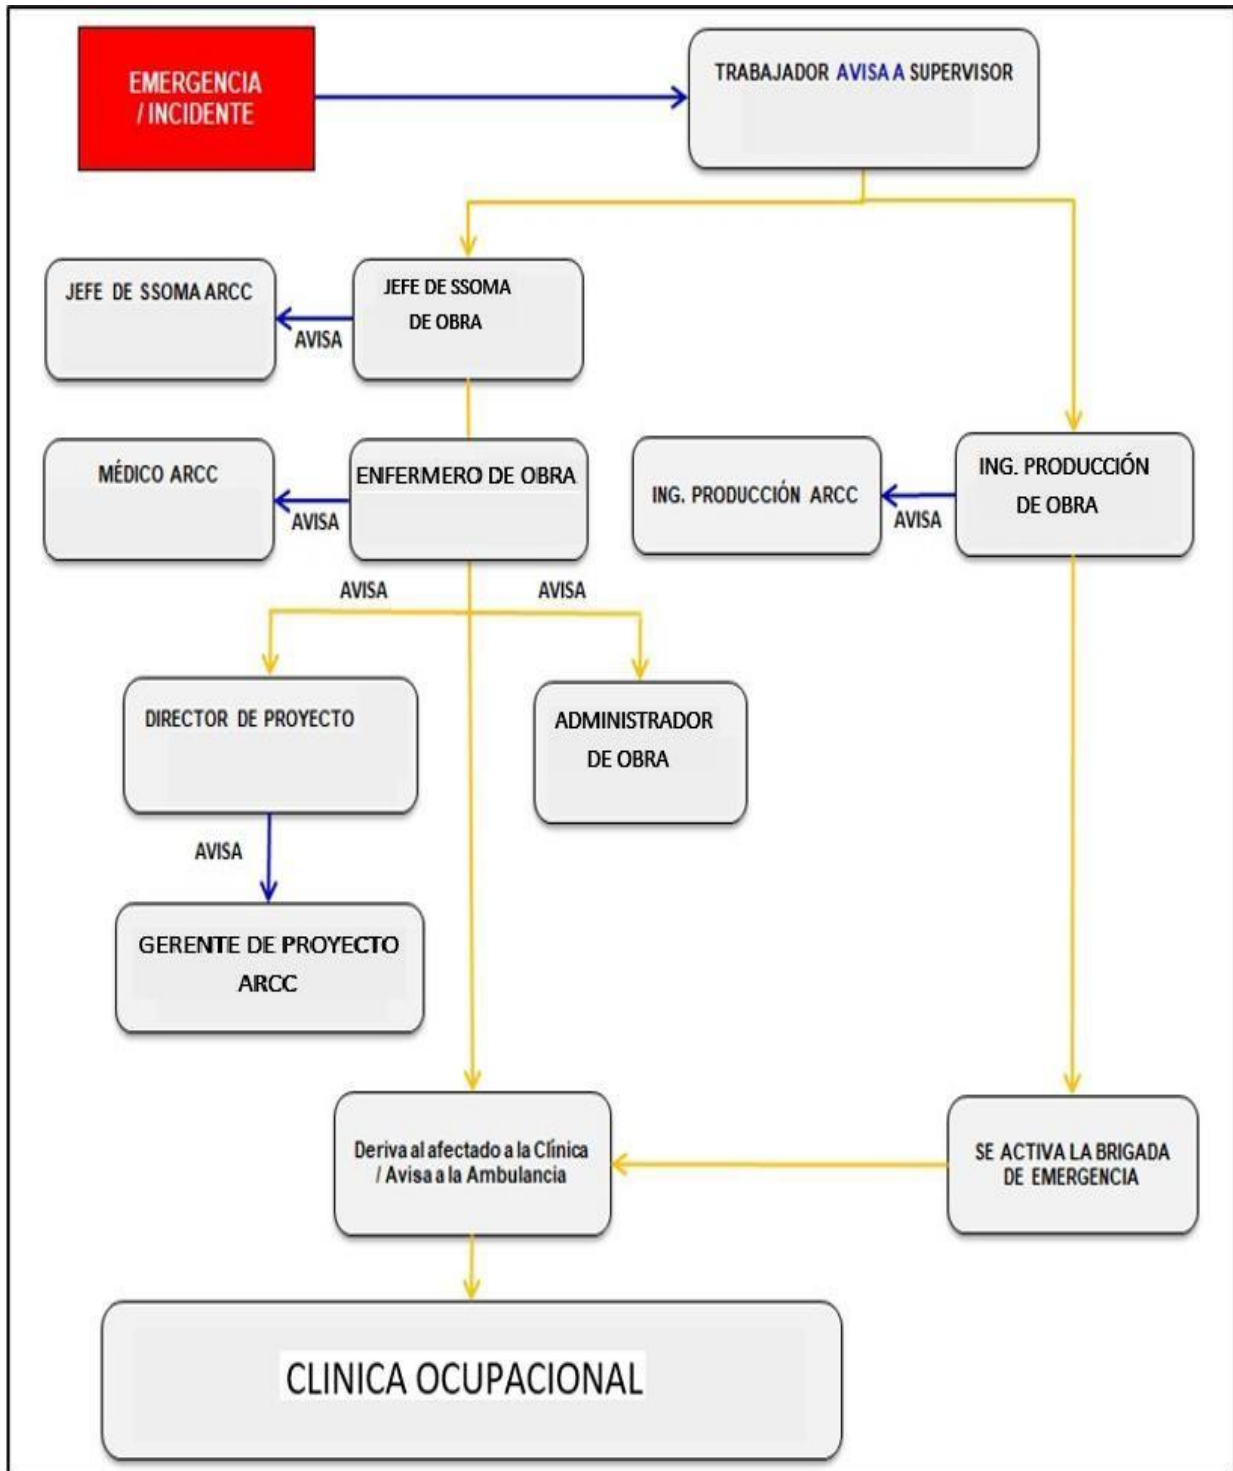 EMERGENCIA
/ INCIDENTE
TRABAJADOR AVISA A SUPERVISOR
JEFE DE SSOMA ARCC
AVISA
JEFE DE SSOMA
DE OBRA
MÉDICO ARCC
AVISA
ENFERMERO DE OBRA
ING. PRODUCCIÓN ARCC
AVISA
ING. PRODUCCIÓN
DE OBRA
AVISA
AVISA
DIRECTOR DE PROYECTO
ADMINISTRADOR
DE OBRA
AVISA
GERENTE DE PROYECTO
ARCC
Deriva al afectado a la Clínica
/ Avisa a la Ambulancia
SE ACTIVA LA BRIGADA
DE EMERGENCIA
CLINICA OCUPACIONAL